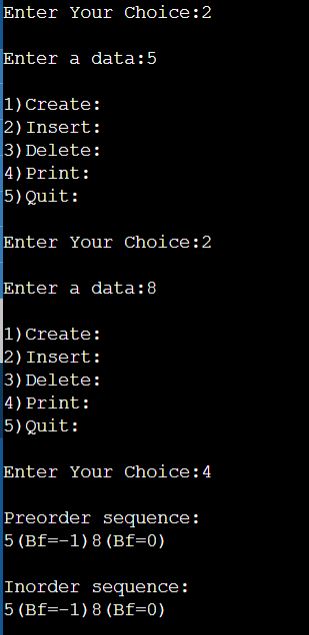 Enter Your Choice:2
Enter a data:5
1)Create:
2)Insert:
3)Delete:
4)Print:
5)Quit:
Enter Your Choice:2
Enter a data:8
1)Create:
2)Insert:
3)Delete:
4)Print:
5)Quit:
Enter Your Choice:4
Preorder sequence:
5(Bf=-1)8(Bf=0)
Inorder sequence:
5(Bf=-1)8(Bf=0)